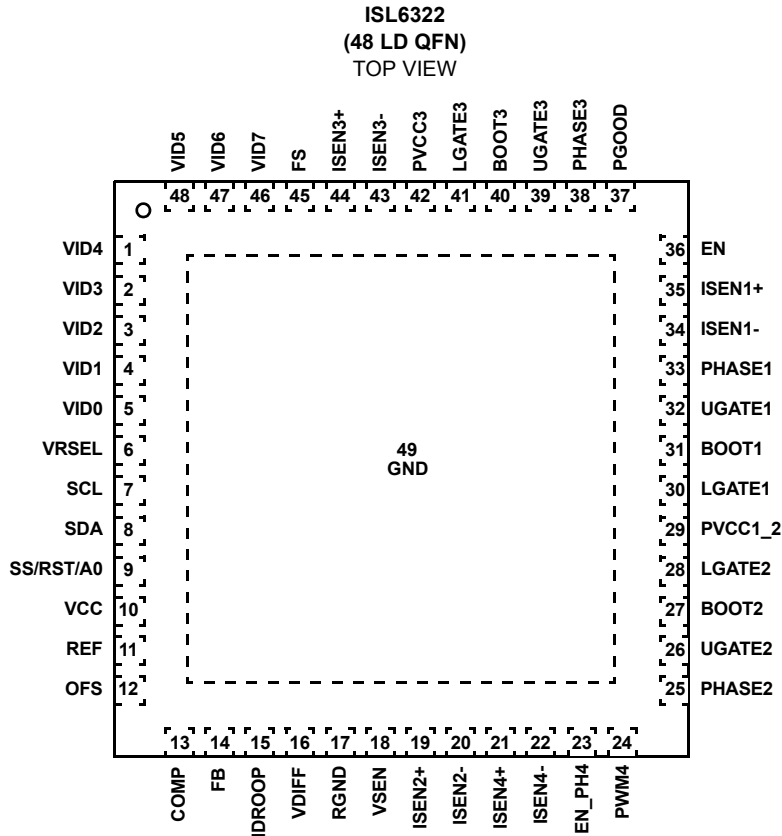 ISL6322
(48 LD QFN)
TOP VIEW
VID5
VID6
VID7
FS
ISEN3+
ISEN3-
PVCC3
LGATE3
BOOT3
UGATE3
PHASE3
PGOOD
48 47 46 45 44 43 42 41 40 39 38 37
VID4 1
VID3 2
VID2 3
VID1 4
VID0 5
VRSEL 6
SCL 7
SDA 8
SS/RST/A0 9
VCC 10
REF 11
OFS 12
49
GND
36 EN
35 ISEN1+
34 ISEN1-
33 PHASE1
32 UGATE1
31 BOOT1
30 LGATE1
29 PVCC1_2
28 LGATE2
27 BOOT2
26 UGATE2
25 PHASE2
13 14 15 16 17 18 19 20 21 22 23 24
COMP
FB
IDROOP
VDIFF
RGND
VSEN
ISEN2+
ISEN2-
ISEN4+
ISEN4-
EN_PH4
PWM4